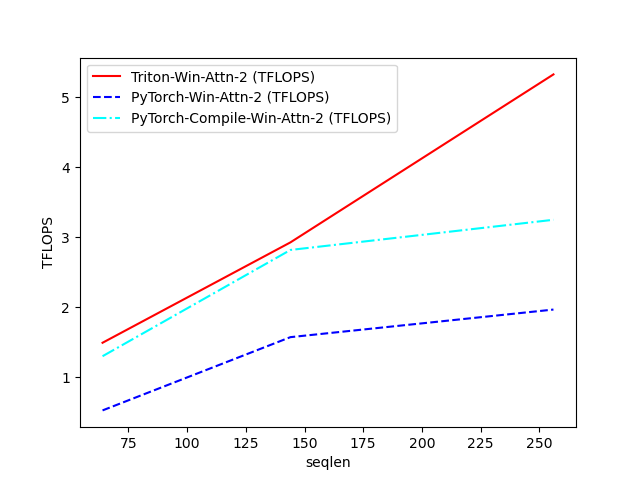 Triton-Win-Attn-2 (TFLOPS)
PyTorch-Win-Attn-2 (TFLOPS)
PyTorch-Compile-Win-Attn-2 (TFLOPS)
TFLOPS
5
4
3
2
1
75 100 125 150 175 200 225 250
seqlen